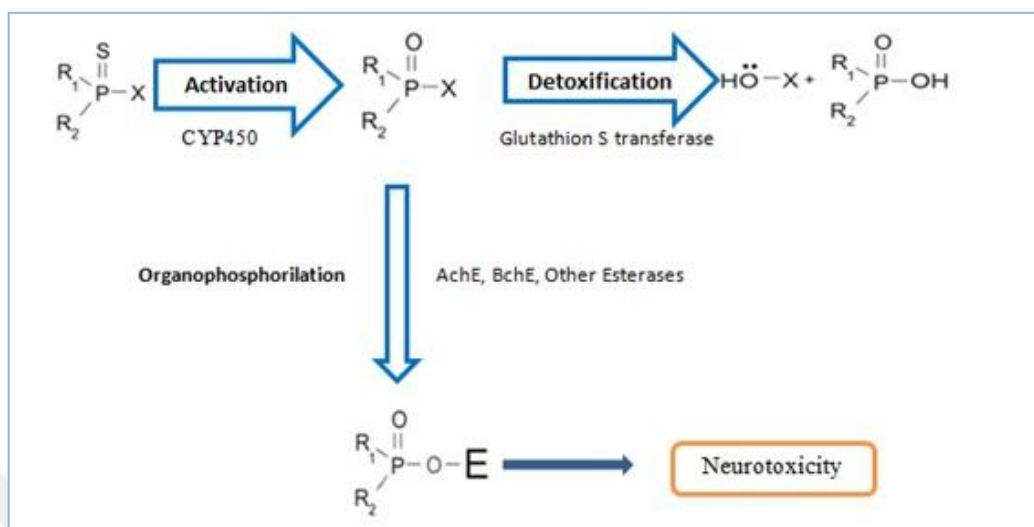 S
R1
P
X
R2
Activation
CYP450
O
R1
P
X
R2
Detoxification
Glutathion S transferase
HÖ
X +
O
R1
P
OH
R2
Organophosphorilation
AchE, BchE, Other Esterases
O
R1
P
O
E
R2
Neurotoxicity